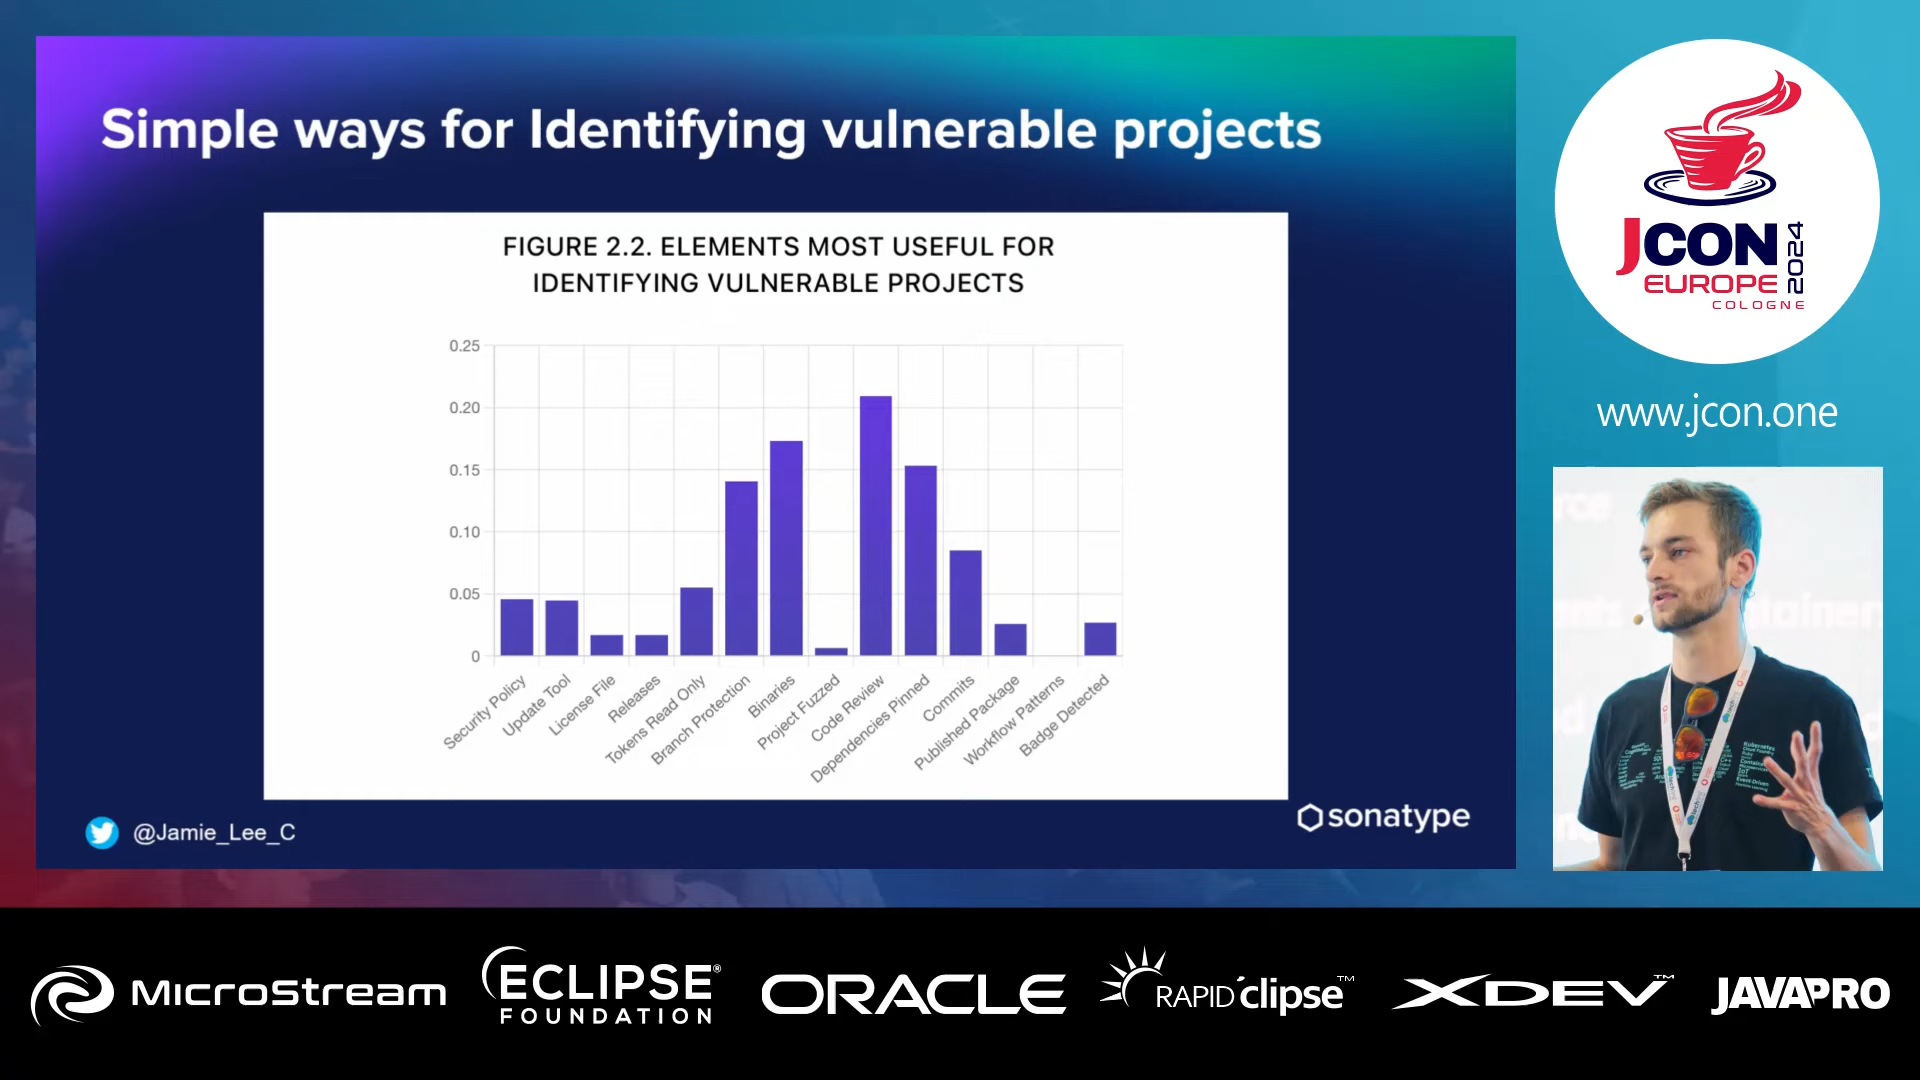 Simple ways for Identifying vulnerable projects
FIGURE 2.2. ELEMENTS MOST USEFUL FOR
IDENTIFYING VULNERABLE PROJECTS
0.25
0.20
0.15
0.10
0.05
0
Security Policy
Update Tool
License File
Releases
Tokens Read Only
Branch Protection
Binaries
Project Fuzzed
Code Review
Dependencies Pinned
Commits
Published Package
Workflow Patterns
Badge Detected
@Jamie_Lee_C
sonatype
JCON
EUROPE
2024
COLOGNE
www.jcon.one
MicroStream
ECLIPSE®
FOUNDATION
ORACLE
RAPID'clipse™
XDEV™
JAVAPRO